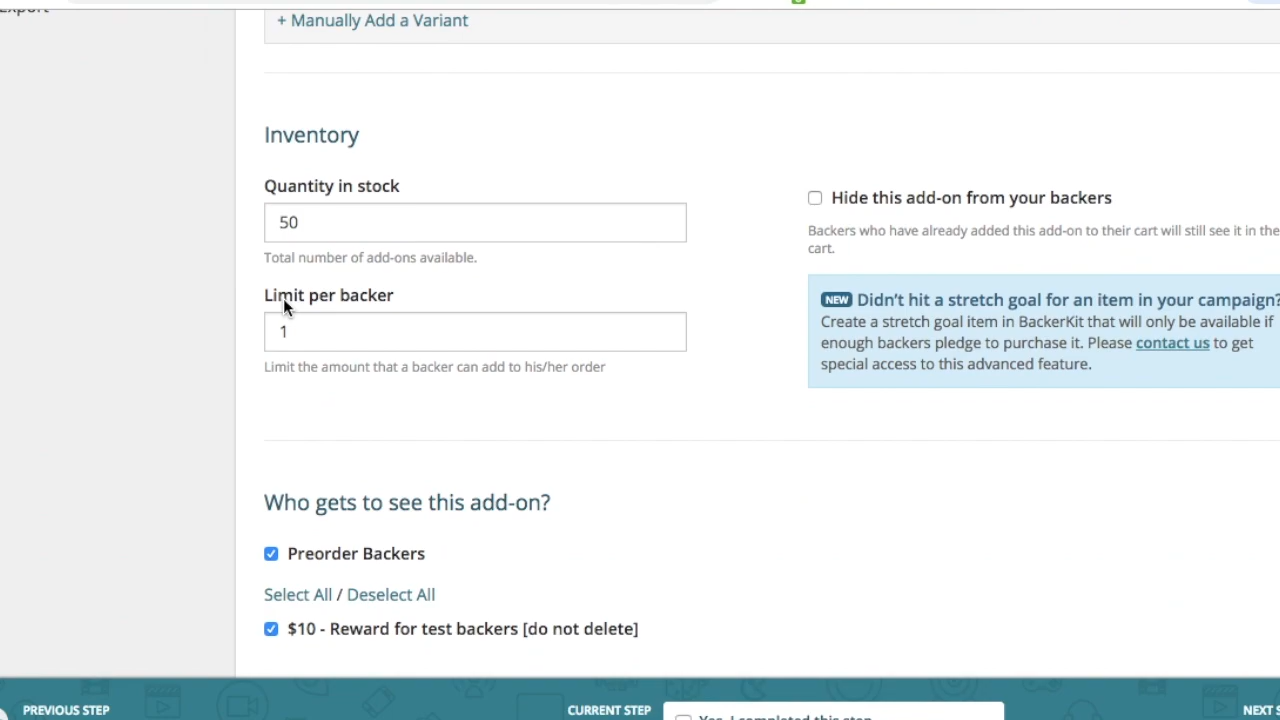 Export
+ Manually Add a Variant
Inventory
Quantity in stock
50
Total number of add-ons available.
Limit per backer
1
Limit the amount that a backer can add to his/her order
Hide this add-on from your backers
Backers who have already added this add-on to their cart will still see it in the
cart.
NEW Didn't hit a stretch goal for an item in your campaign?
Create a stretch goal item in BackerKit that will only be available if
enough backers pledge to purchase it. Please contact us to get
special access to this advanced feature.
Who gets to see this add-on?
Preorder Backers
Select All / Deselect All
$10 - Reward for test backers [do not delete]
PREVIOUS STEP
CURRENT STEP
Yes, I completed this step
NEXT S